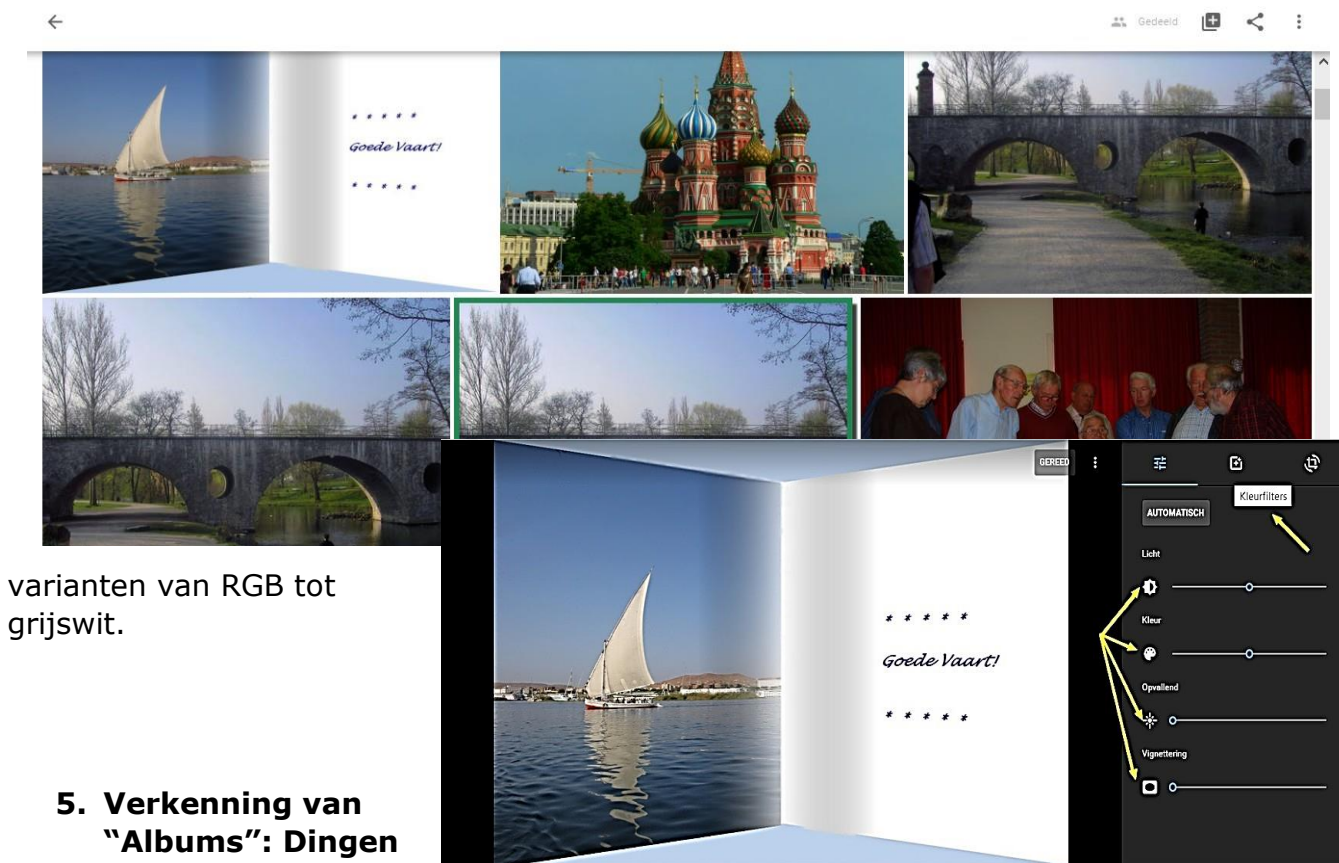 Gedeeld
* * * * *
Goede Vaart!
* * * * *
GEREED
Kleurfilters
AUTOMATISCH
Licht
Kleur
Opvallend
Vignettering
* * * * *
Goede Vaart!
* * * * *
varianten van RGB tot
grijswit.
5. Verkenning van
“Albums”: Dingen